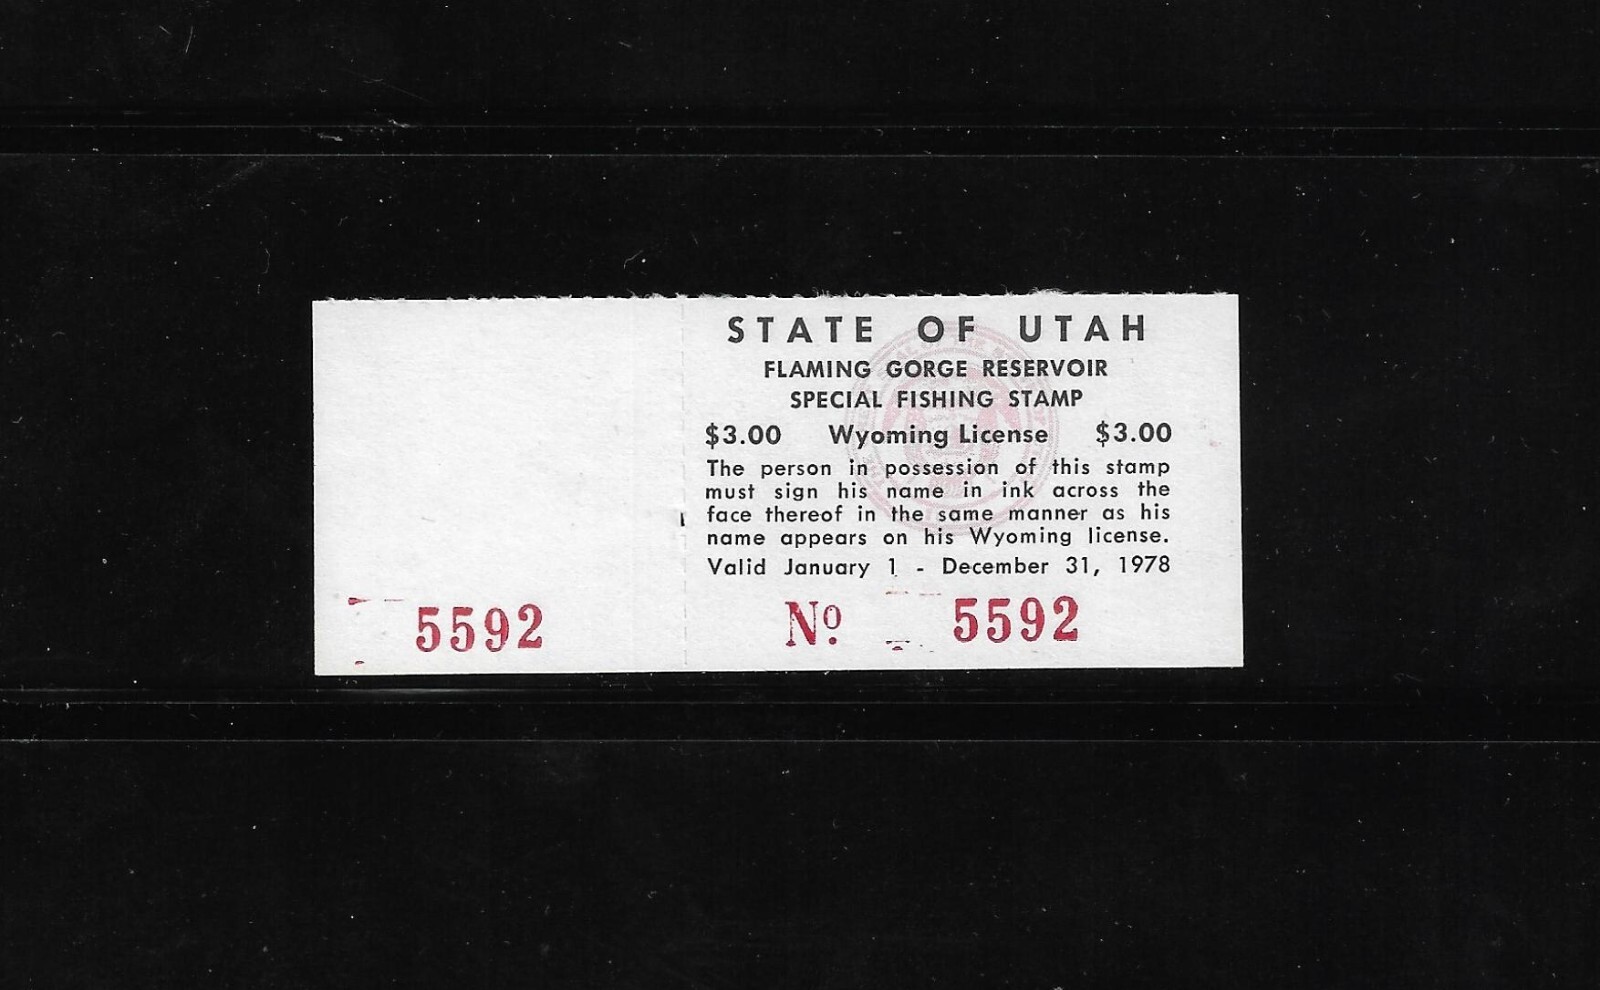 STATE OF UTAH
FLAMING GORGE RESERVOIR
SPECIAL FISHING STAMP
$3.00 Wyoming License $3.00
The person in possession of this stamp
must sign his name in ink across the
face thereof in the same manner as his
name appears on his Wyoming license.
Valid January 1 - December 31, 1978
5592 Nº 5592